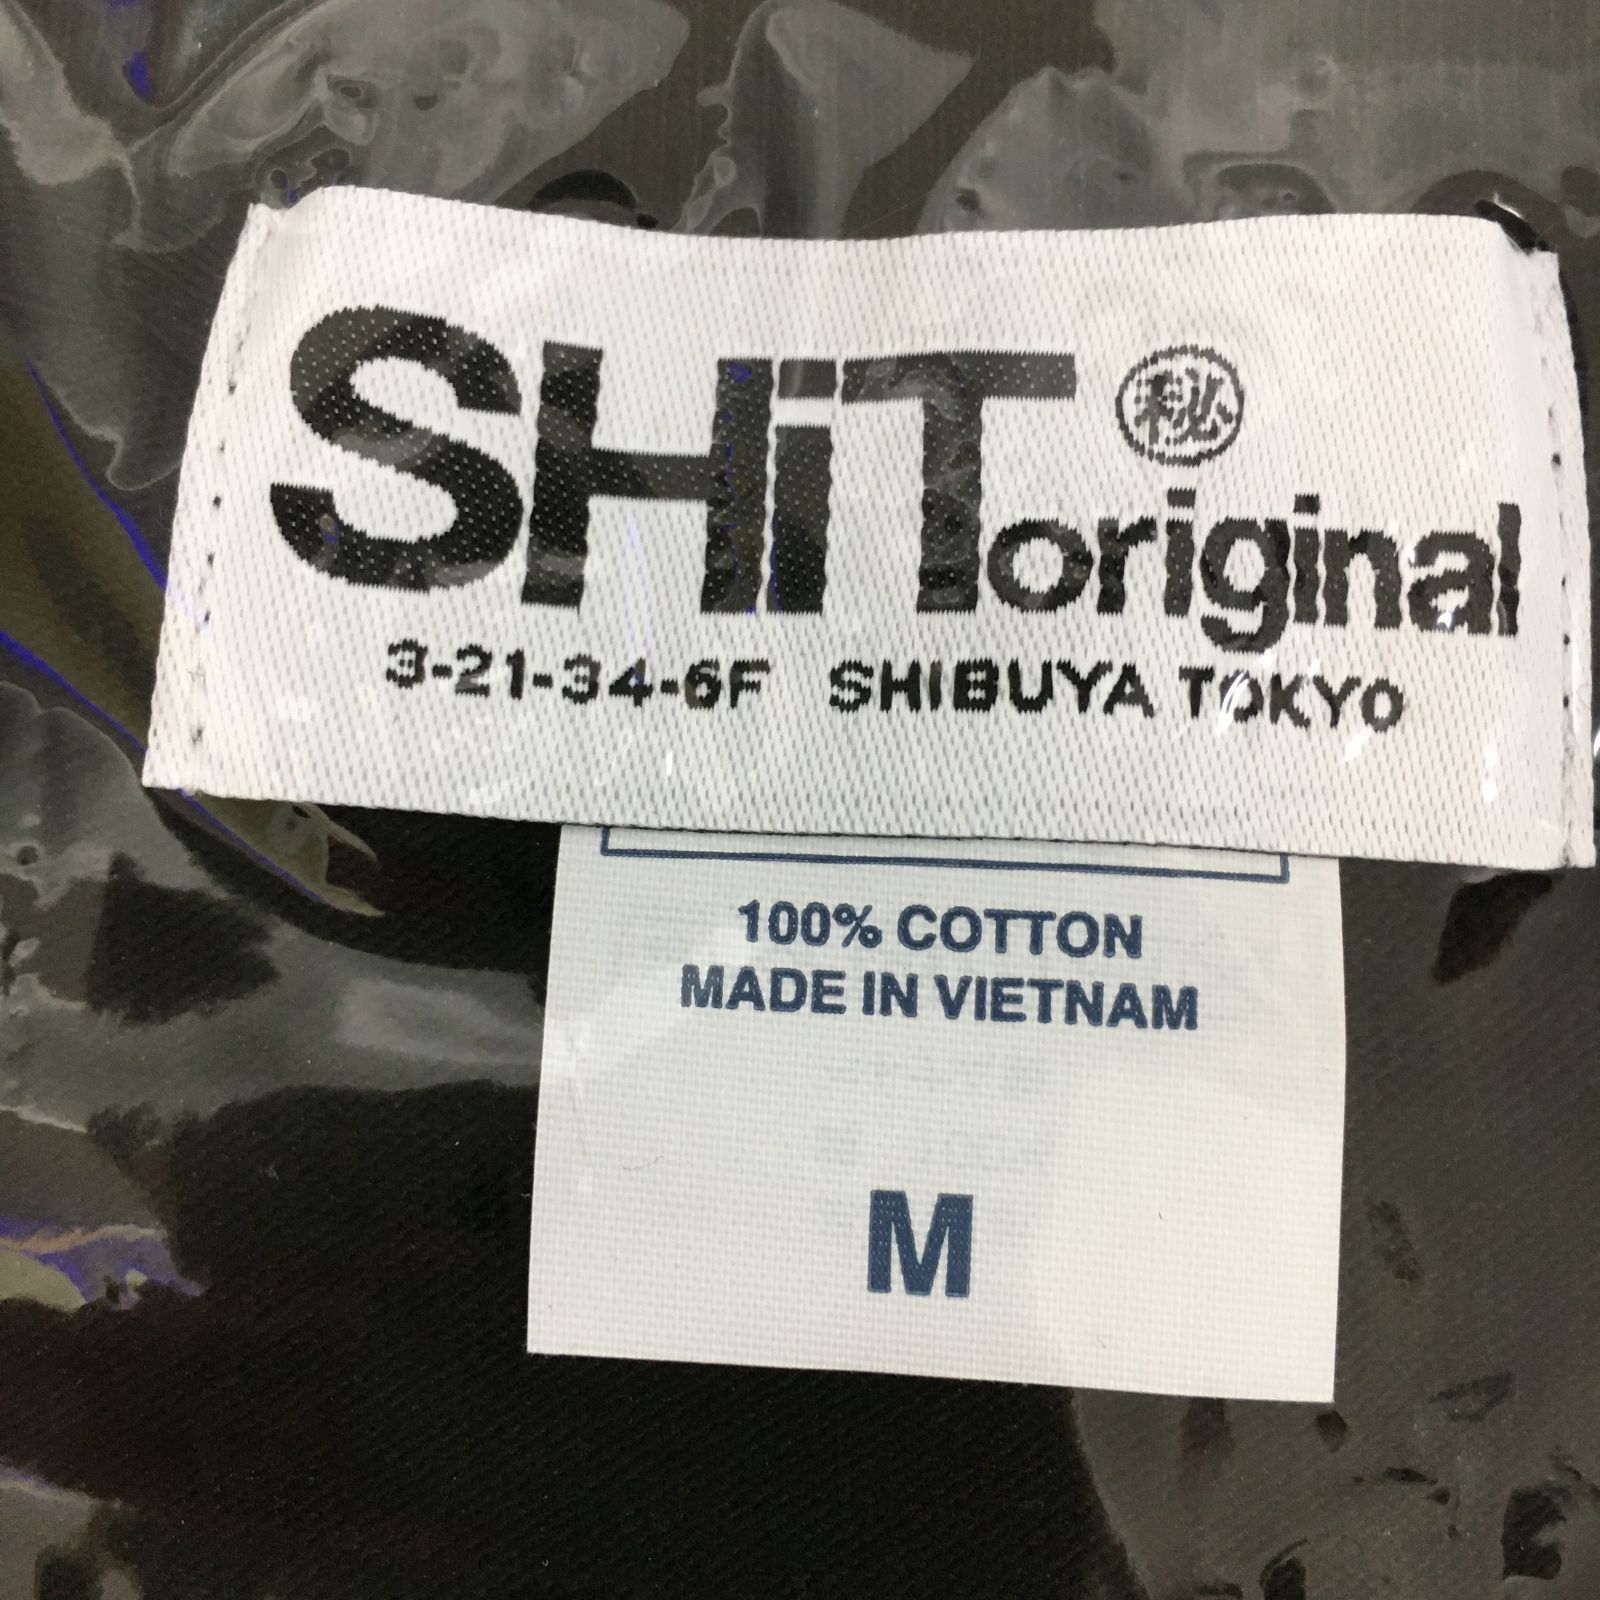 SHiT ㊙
original
3-21-34-6F SHIBUYA TOKYO
100% COTTON
MADE IN VIETNAM
M